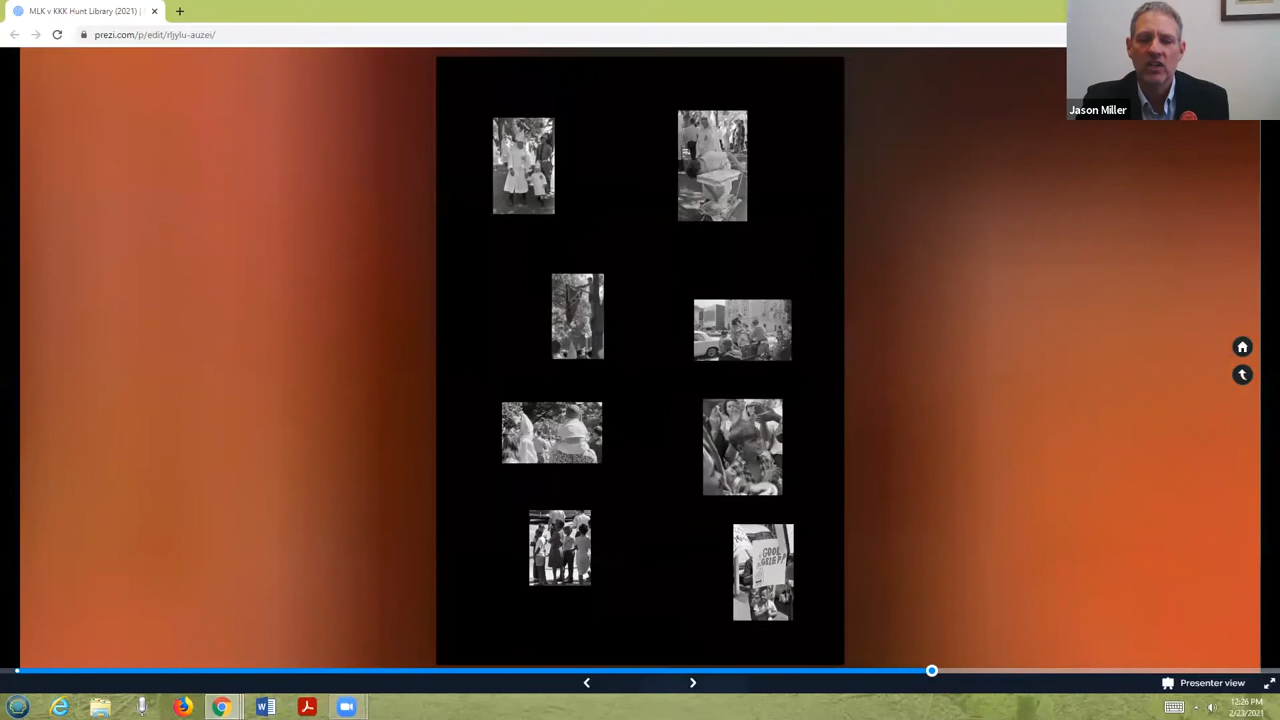 MLK v KKK Hunt Library (2021) |
prezi.com/p/edit/rljylu-auzei/
Jason Miller
GOOL
GRIEF!
Presenter view
12:26 PM
2/23/2021